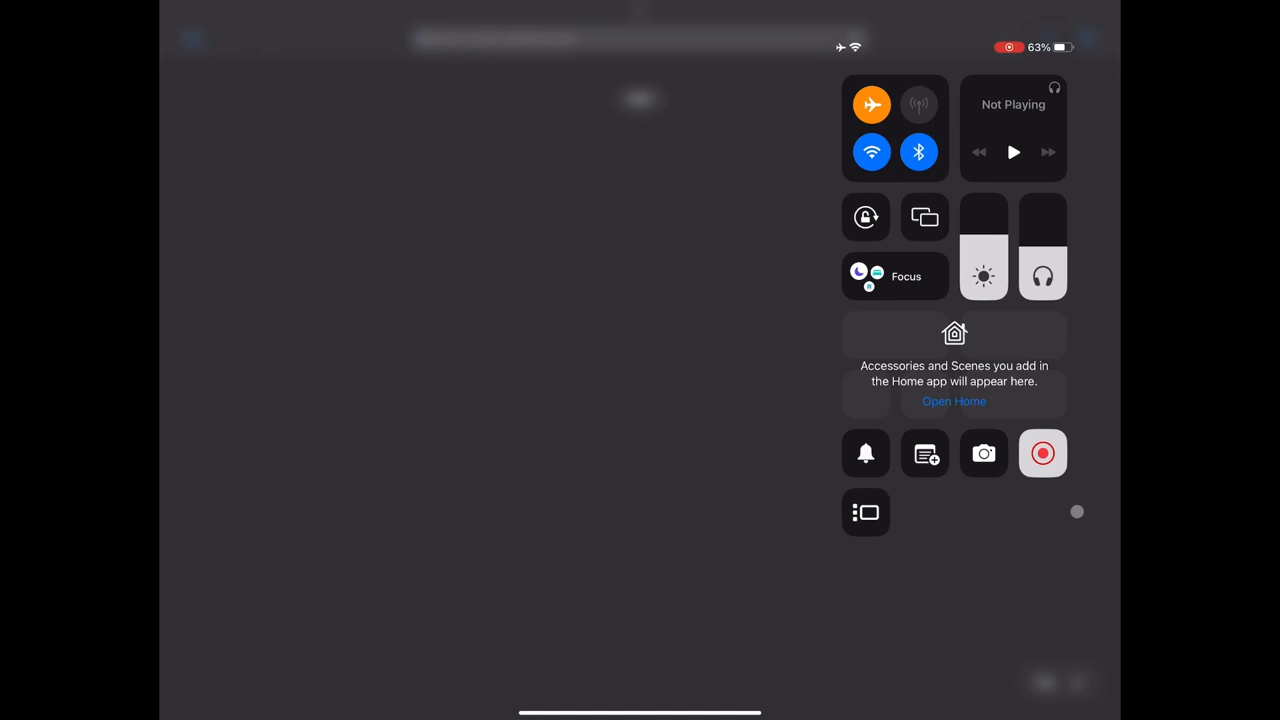 63%
Not Playing
Focus
Accessories and Scenes you add in
the Home app will appear here.
Open Home